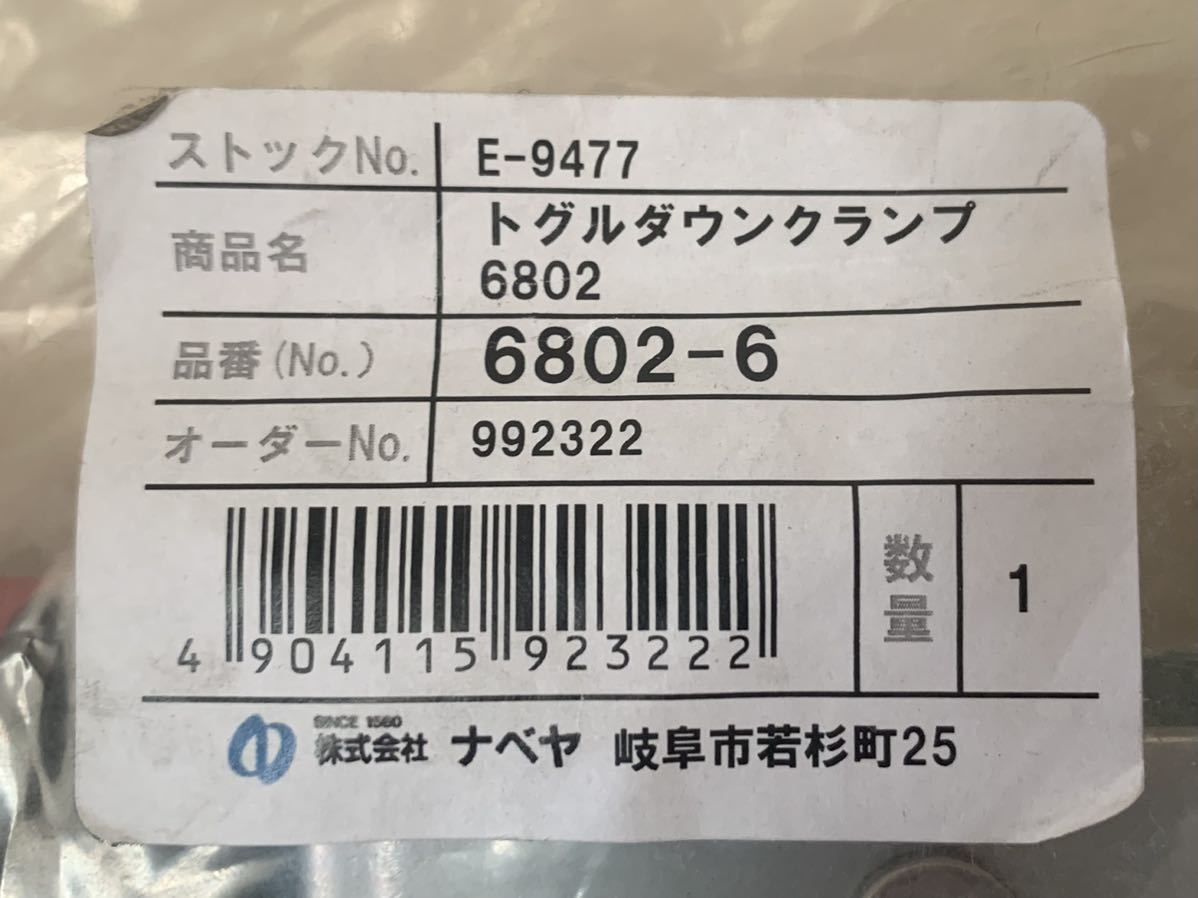 ストックNo. E-9477
商品名 トグルダウンクランプ
6802
品番(No.) 6802-6
オーダーNo. 992322
数量 1
4 904115 923222
SINCE 1560
株式会社 ナベヤ 岐阜市若杉町25